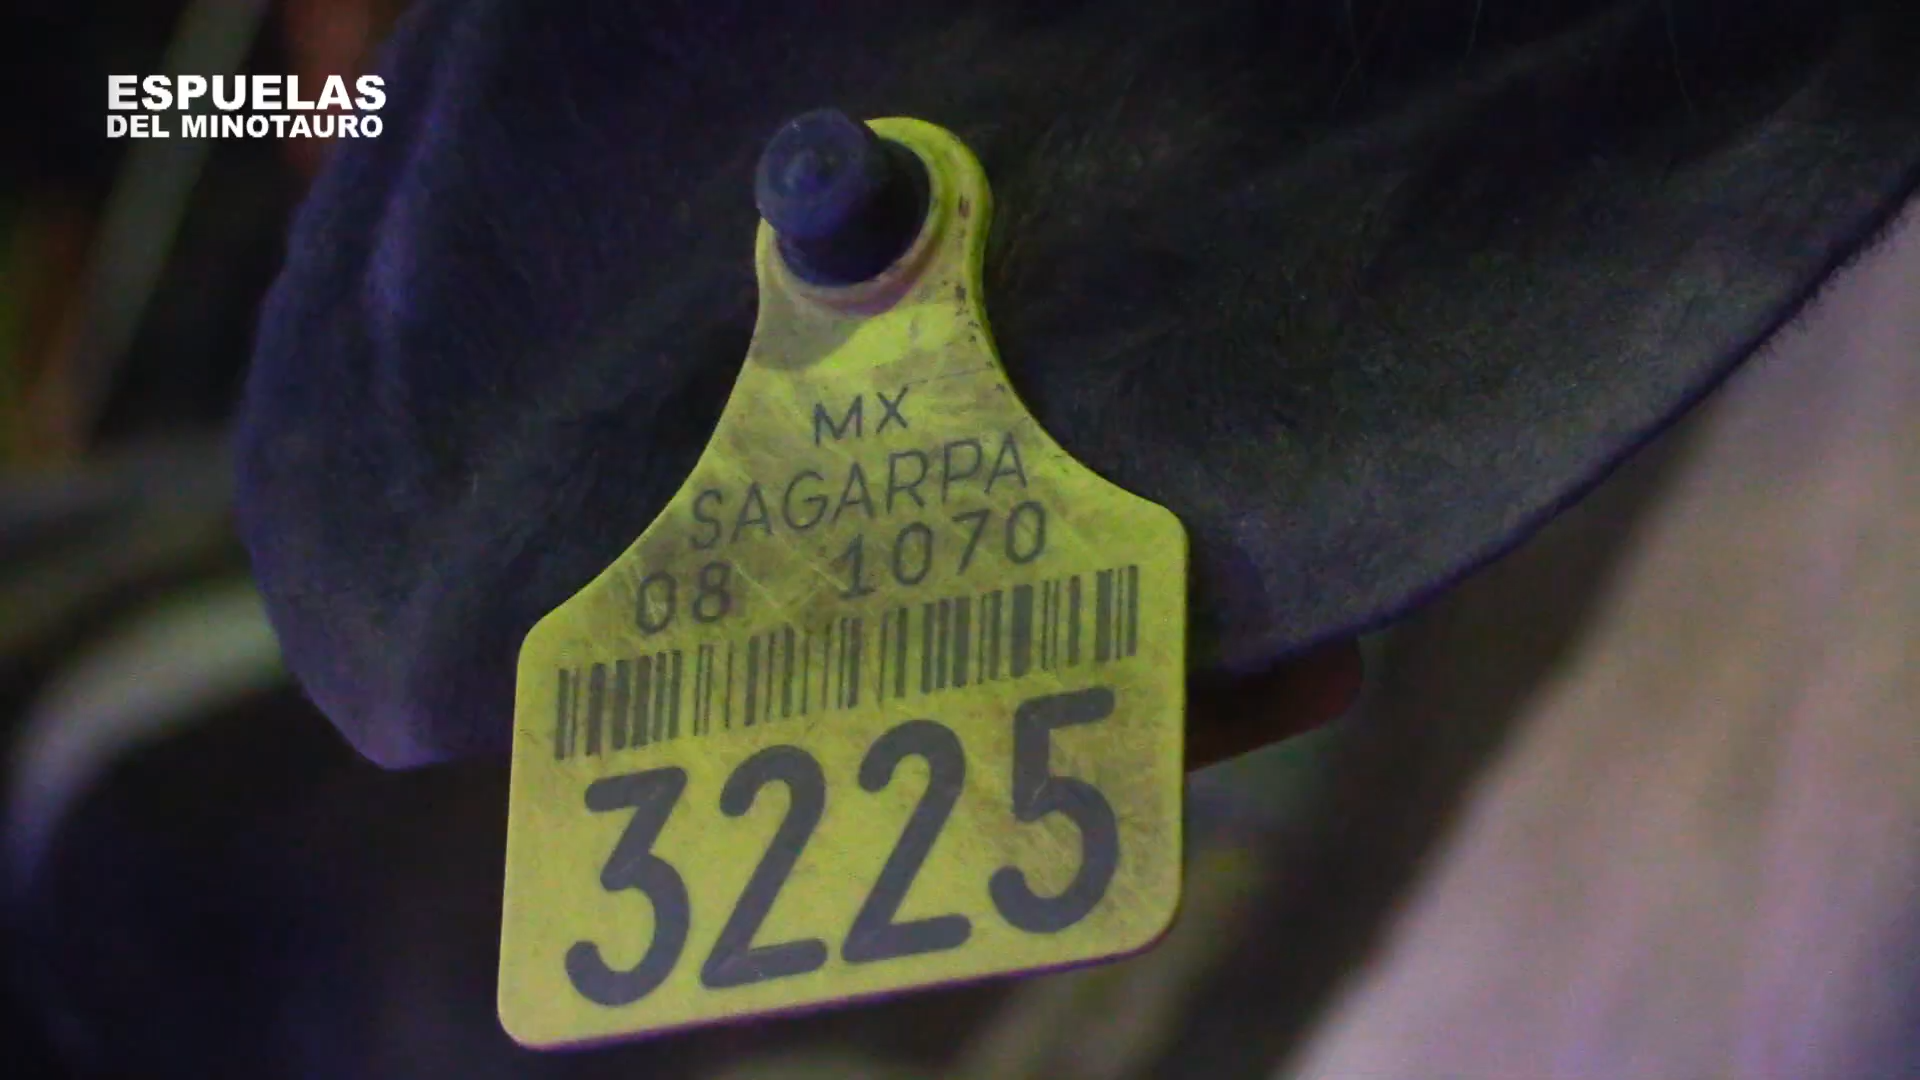 ESPUELAS
DEL MINOTAURO
MX
SAGARPA
08 1070
3225